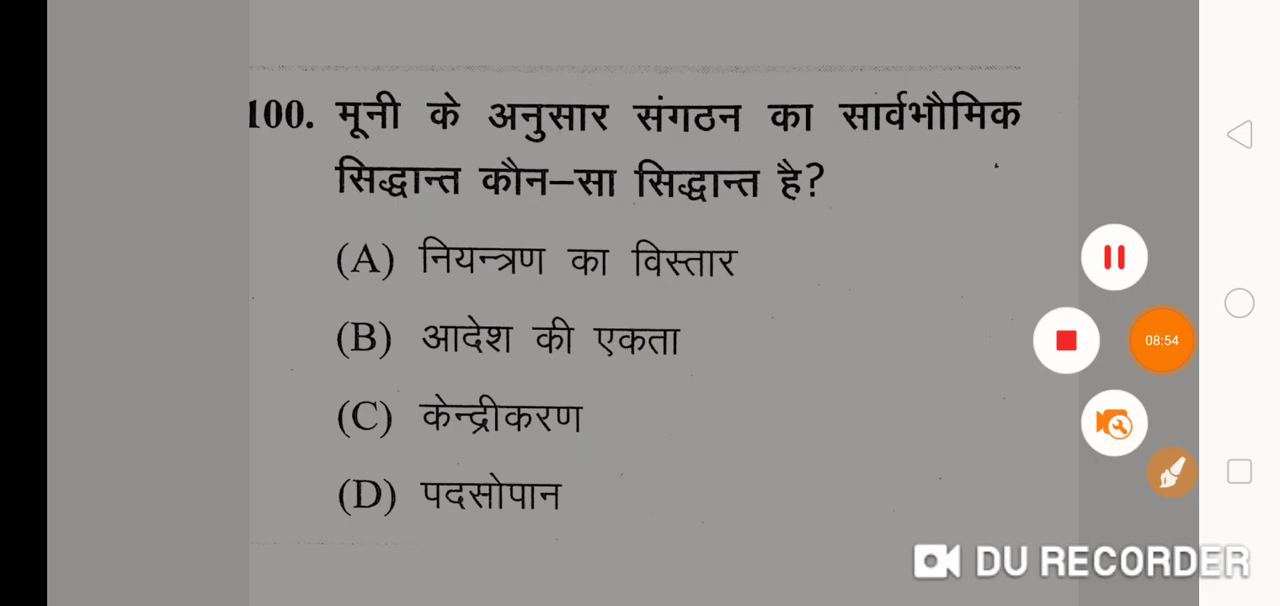 100. मूनी के अनुसार संगठन का सार्वभौमिक
सिद्धान्त कौन–सा सिद्धान्त है?
(A) नियन्त्रण का विस्तार
(B) आदेश की एकता
(C) केन्द्रीकरण
(D) पदसोपान
08:54
DU RECORDER